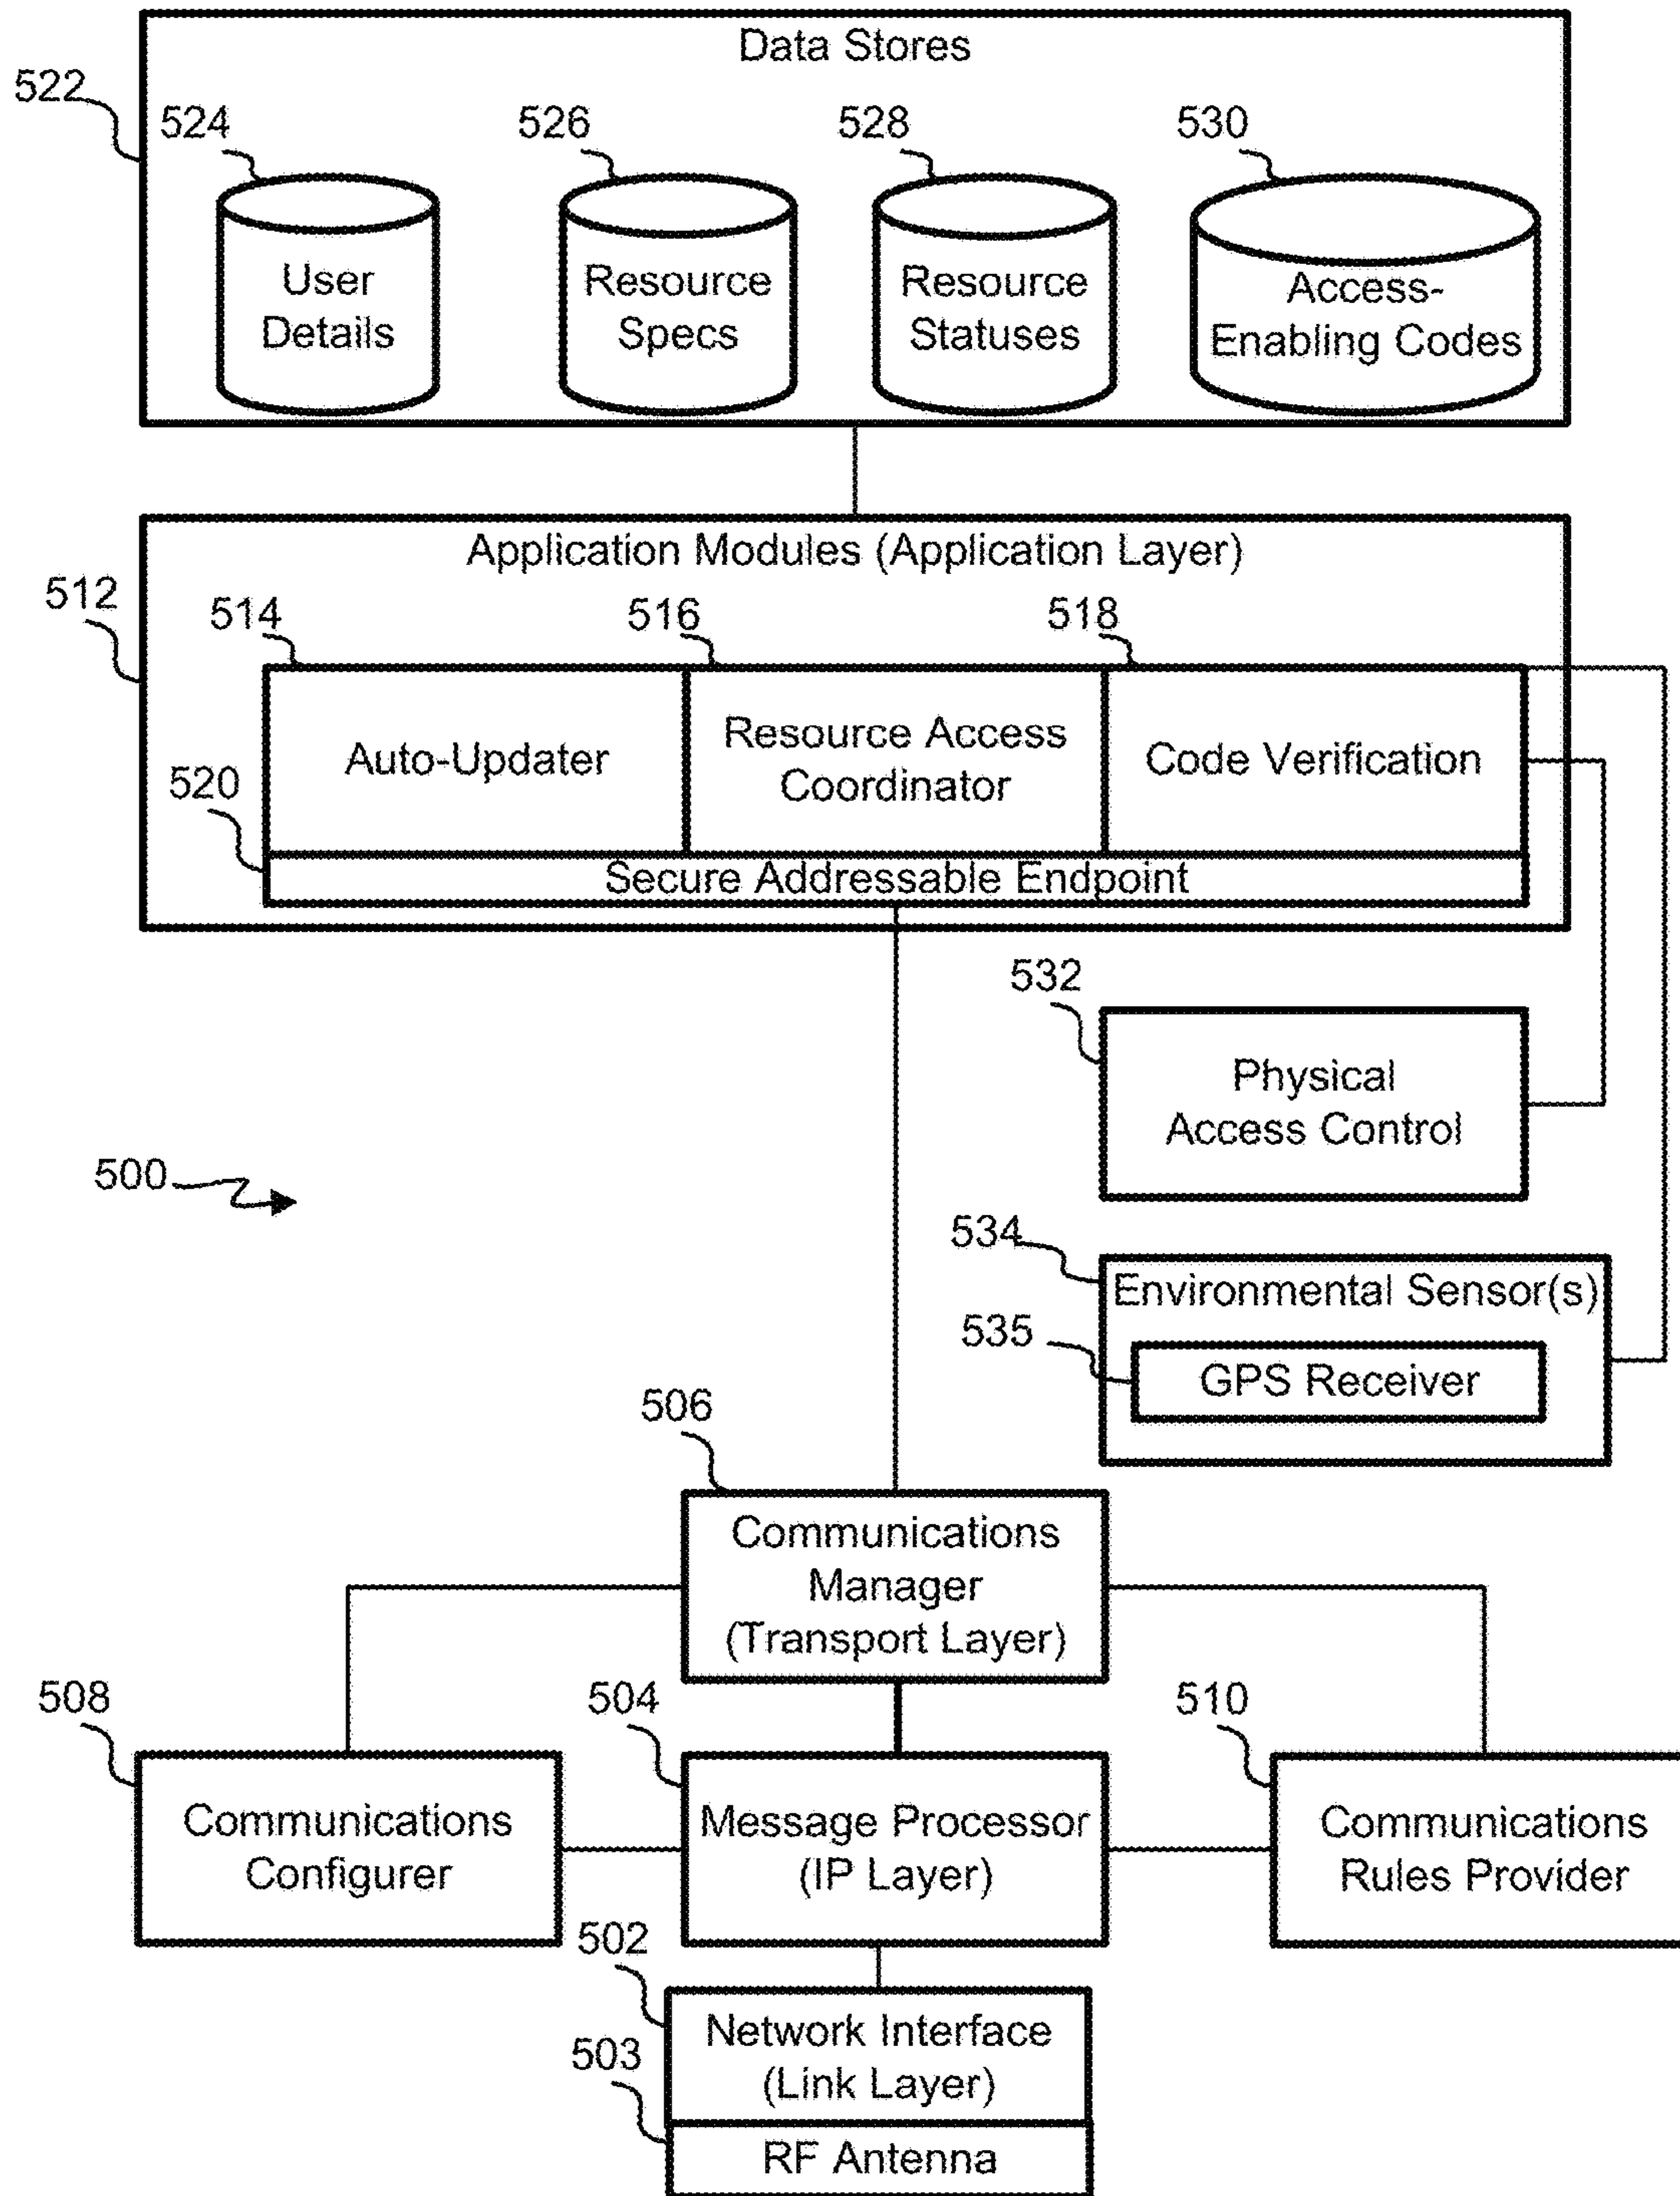 Data Stores
522
524
526
528
530
User
Details
Resource
Specs
Resource
Statuses
Access-
Enabling Codes
Application Modules (Application Layer)
512
514
516
518
Auto-Updater
Resource Access
Coordinator
Code Verification
520
Secure Addressable Endpoint
532
Physical
Access Control
500
534
Environmental Sensor(s)
535
GPS Receiver
506
Communications
Manager
(Transport Layer)
508
504
510
Communications
Configurer
Message Processor
(IP Layer)
Communications
Rules Provider
502
Network Interface
(Link Layer)
503
RF Antenna